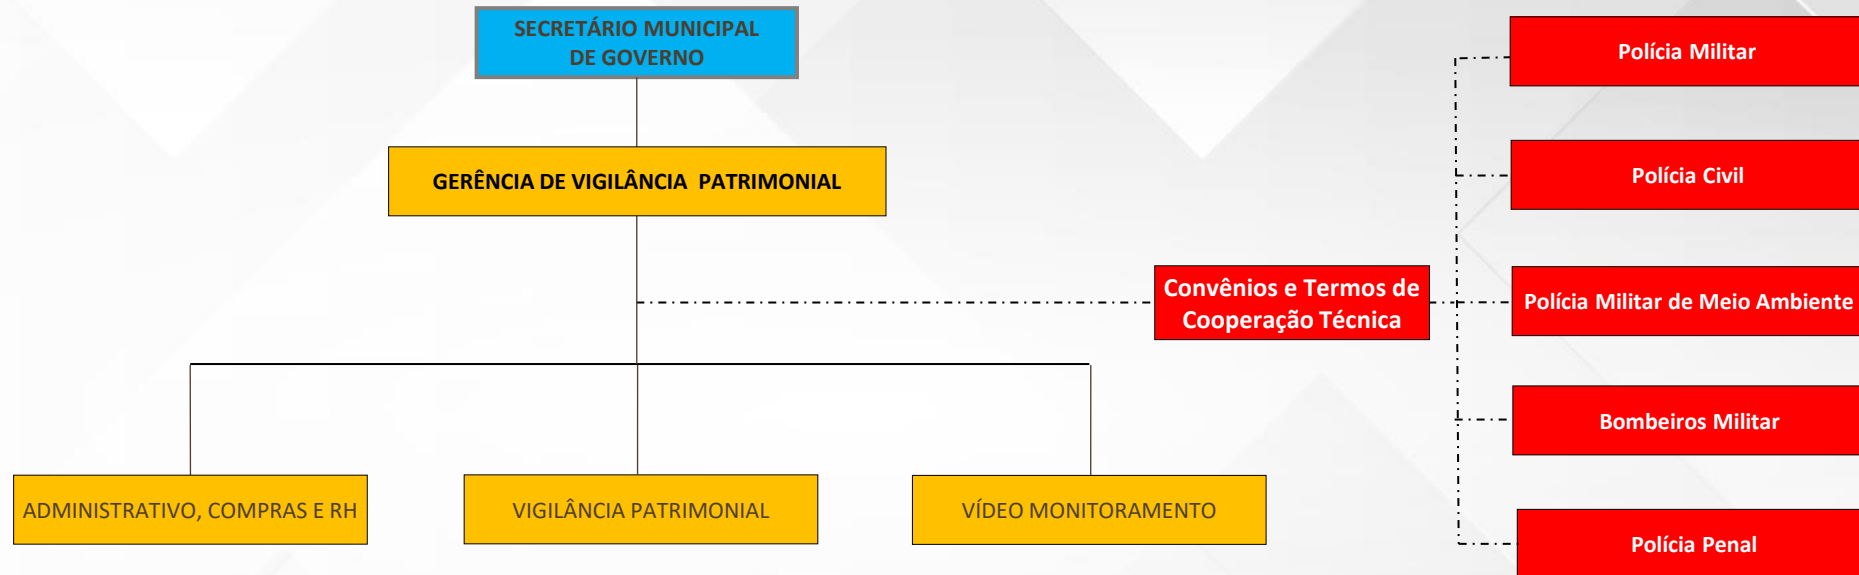 SECRETÁRIO MUNICIPAL
DE GOVERNO
GERÊNCIA DE VIGILÂNCIA PATRIMONIAL
Convênios e Termos de
Cooperação Técnica
Polícia Militar
Polícia Civil
Polícia Militar de Meio Ambiente
Bombeiros Militar
Polícia Penal
ADMINISTRATIVO, COMPRAS E RH
VIGILÂNCIA PATRIMONIAL
VÍDEO MONITORAMENTO